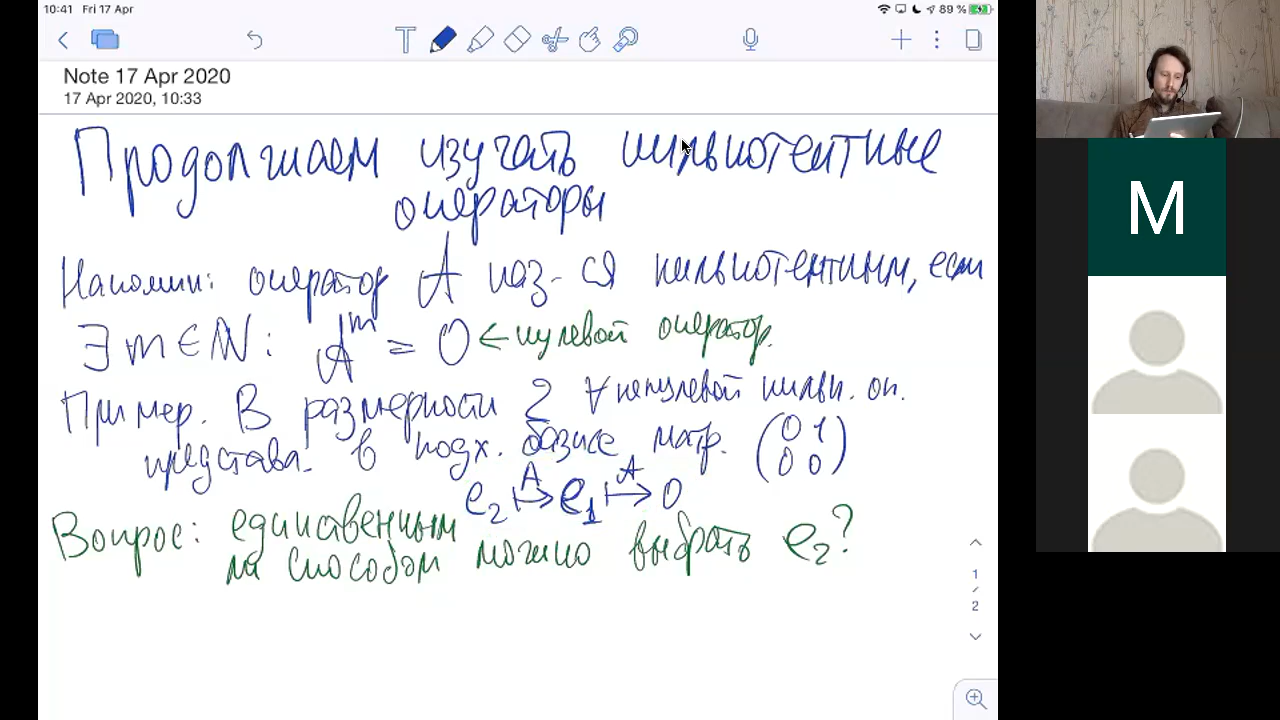 10:41 Fri 17 Apr
89 %
Note 17 Apr 2020
17 Apr 2020, 10:33
Продолжаем изучать нильпотентные
операторы
Напомин: оператор A наз-ся нильпотентным, если
∃ m ∈ ℕ: A^m = 0 ← нулевой оператор.
Пример. В размерности 2 ∀ ненулевой нильп. оп.
представл. в подх. базисе матр. (0 1
0 0)
e₂ ↦ᴬ e₁ ↦ᴬ 0
Вопрос: единственным
ли способом можно выбрать e₂?
1
2
M